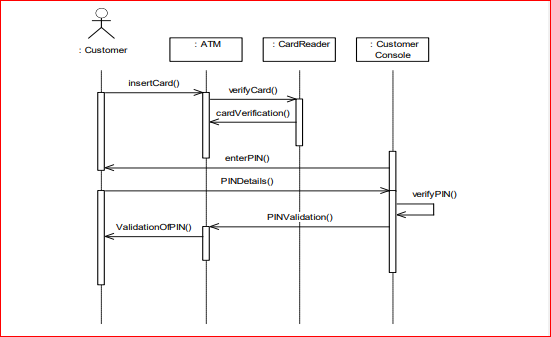 : Customer
: ATM
: CardReader
: Customer
Console
insertCard()
verifyCard()
cardVerification()
enterPIN()
PINDetails()
verifyPIN()
PINValidation()
ValidationOfPIN()